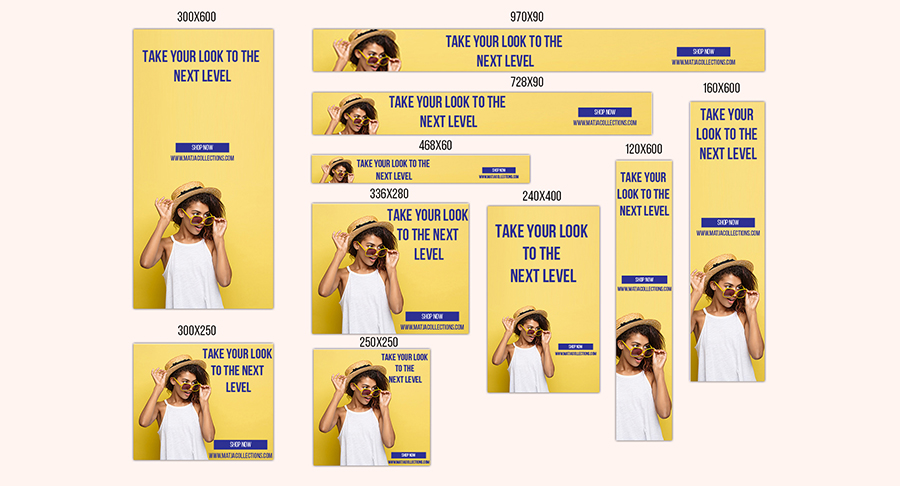 300X600
TAKE YOUR LOOK TO THE
NEXT LEVEL
SHOP NOW
WWW.MATJACOLLECTIONS.COM
970X90
TAKE YOUR LOOK TO THE
NEXT LEVEL
SHOP NOW
WWW.MATJACOLLECTIONS.COM
728X90
TAKE YOUR LOOK TO THE
NEXT LEVEL
SHOP NOW
WWW.MATJACOLLECTIONS.COM
468X60
TAKE YOUR LOOK TO THE
NEXT LEVEL
SHOP NOW
WWW.MATJACOLLECTIONS.COM
336X280
TAKE YOUR LOOK
TO THE NEXT
LEVEL
SHOP NOW
WWW.MATJACOLLECTIONS.COM
240X400
TAKE YOUR LOOK
TO THE
NEXT LEVEL
SHOP NOW
WWW.MATJACOLLECTIONS.COM
120X600
TAKE YOUR
LOOK TO THE
NEXT LEVEL
SHOP NOW
WWW.MATJACOLLECTIONS.COM
160X600
TAKE YOUR
LOOK TO THE
NEXT LEVEL
SHOP NOW
WWW.MATJACOLLECTIONS.COM
300X250
TAKE YOUR LOOK
TO THE NEXT
LEVEL
SHOP NOW
WWW.MATJACOLLECTIONS.COM
250X250
TAKE YOUR LOOK
TO THE
NEXT LEVEL
SHOP NOW
WWW.MATJACOLLECTIONS.COM